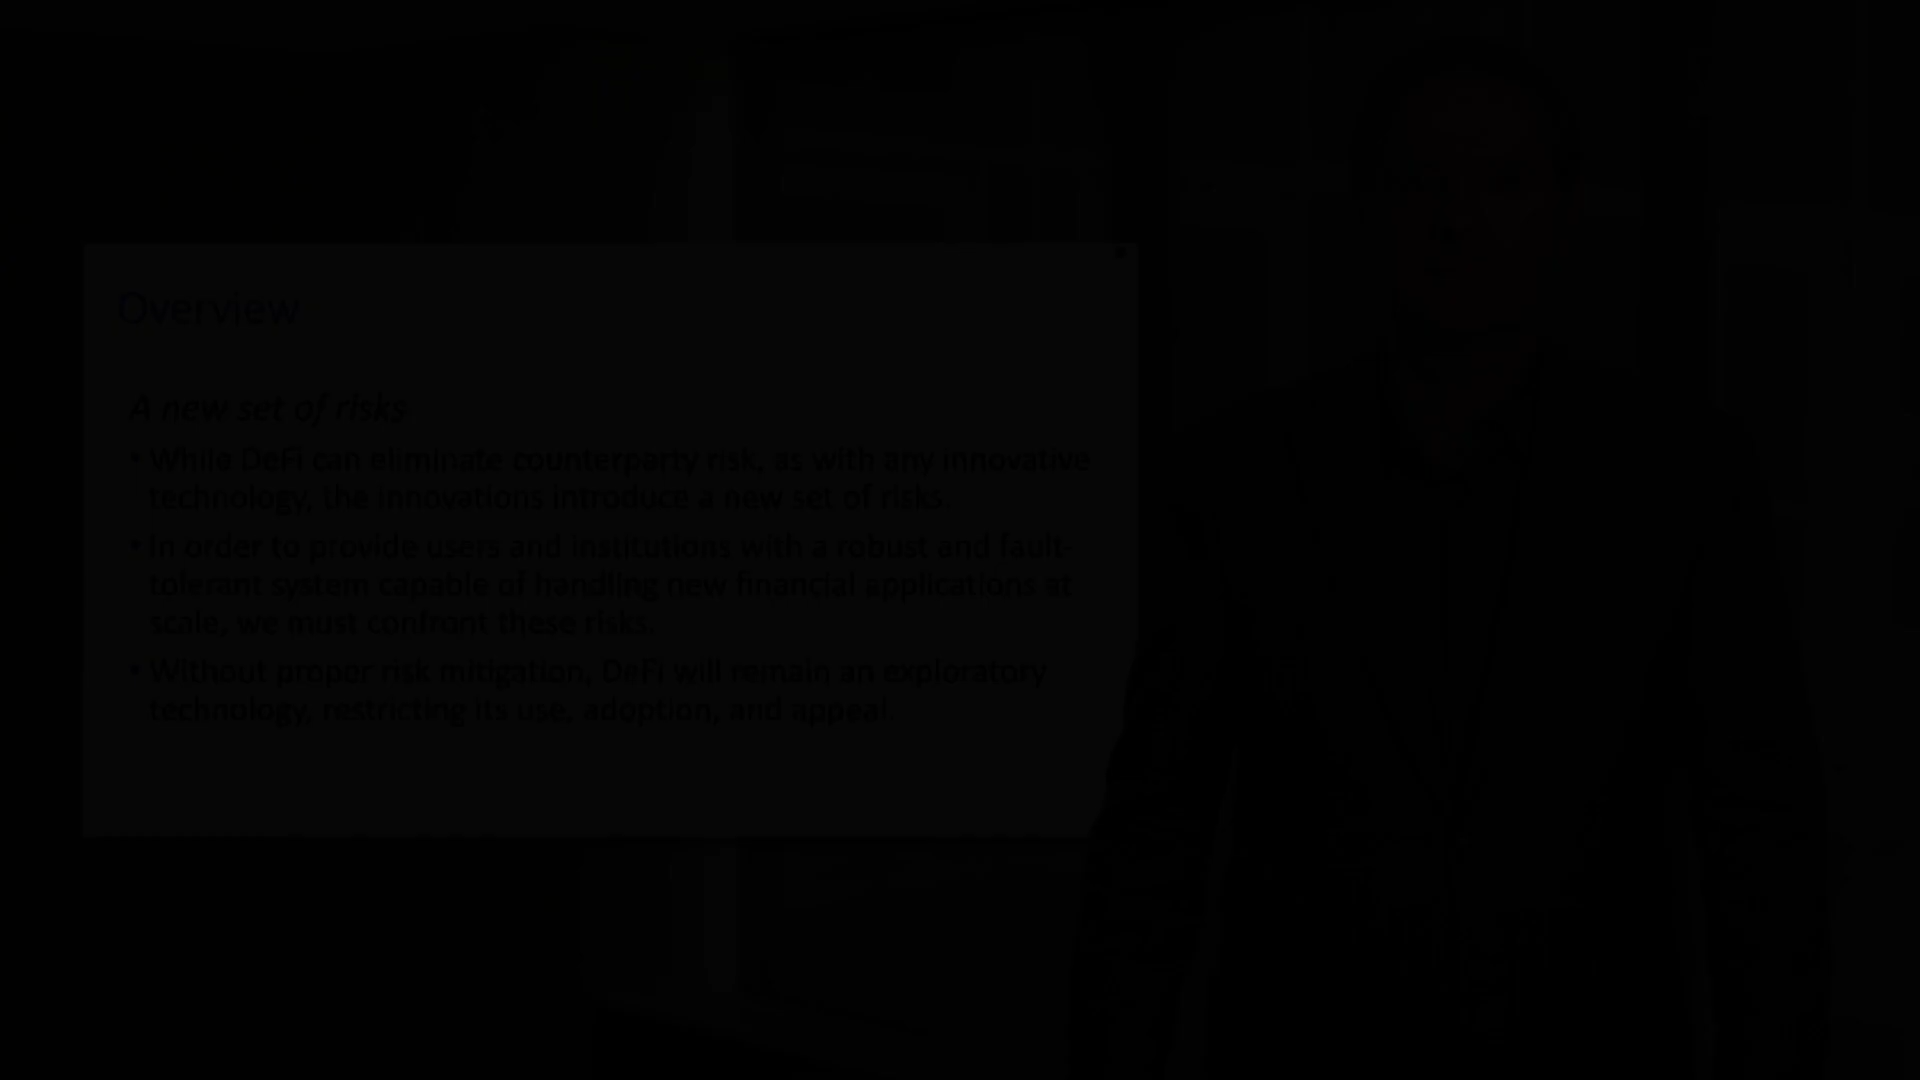 Overview
A new set of risks
• While DeFi can eliminate counterparty risk, as with any innovative
technology, the innovations introduce a new set of risks.
• In order to provide users and institutions with a robust and fault-
tolerant system capable of handling new financial applications at
scale, we must confront these risks.
• Without proper risk mitigation, DeFi will remain an exploratory
technology, restricting its use, adoption, and appeal.